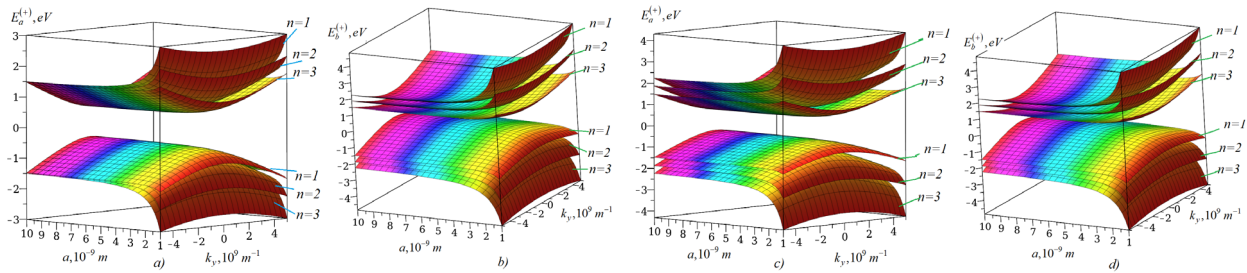 E_a^(+), eV
3
2
1
0
-1
-2
-3
10 9 8 7 6 5 4 3 2 1
a,10^-9 m
-4 -2 0 2 4
k_y,10^9 m^-1
n=1
n=2
n=3
n=1
n=2
n=3
a)
E_b^(+), eV
4
3
2
1
0
-1
-2
-3
-4
10 9 8 7 6 5 4 3 2 1
a,10^-9 m
-4 -2 0 2 4
k_y,10^9 m^-1
n=1
n=2
n=3
n=1
n=2
n=3
b)
E_a^(+), eV
4
3
2
1
0
-1
-2
-3
-4
10 9 8 7 6 5 4 3 2 1
a,10^-9 m
-4 -2 0 2 4
k_y,10^9 m^-1
n=1
n=2
n=3
n=1
n=2
n=3
c)
E_b^(+), eV
4
3
2
1
0
-1
-2
-3
-4
10 9 8 7 6 5 4 3 2 1
a,10^-9 m
-4 -2 0 2 4
k_y,10^9 m^-1
n=1
n=2
n=3
n=1
n=2
n=3
d)